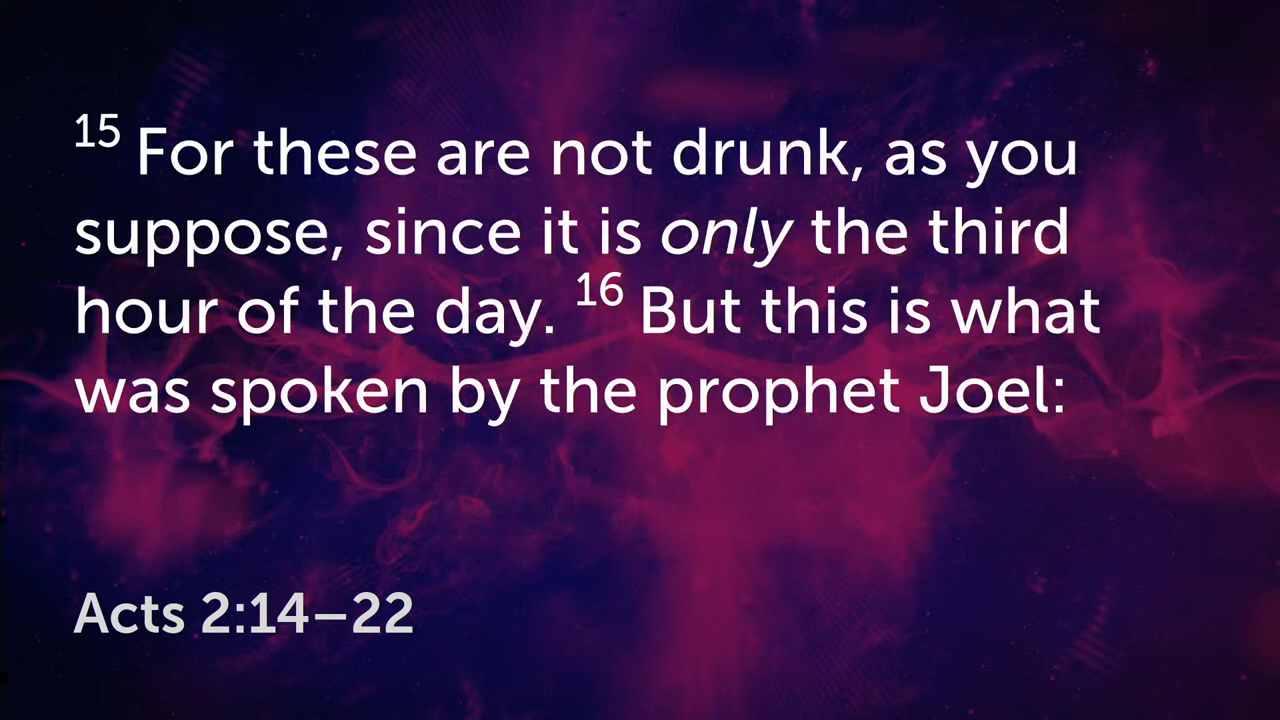 15 For these are not drunk, as you
suppose, since it is only the third
hour of the day. 16 But this is what
was spoken by the prophet Joel:
Acts 2:14–22